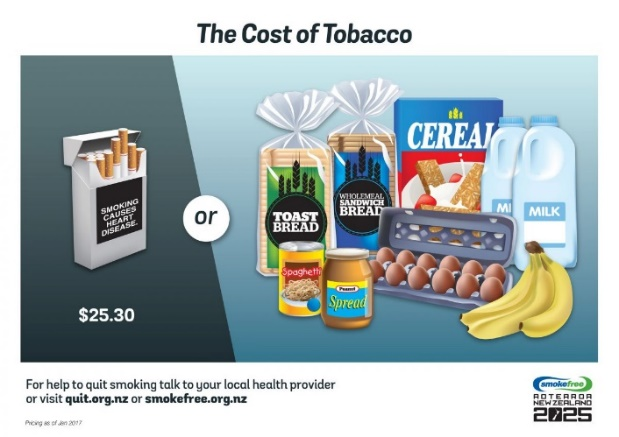 The Cost of Tobacco
SMOKING
CAUSES
HEART
DISEASE.
$25.30
or
TOAST
BREAD
WHOLEMEAL
SANDWICH
BREAD
CEREAL
MILK
Spaghetti
Peanut
Spread
For help to quit smoking talk to your local health provider
or visit quit.org.nz or smokefree.org.nz
Pricing as of Jan 2017
smokefree
AOTEAROA
NEW ZEALAND
2025